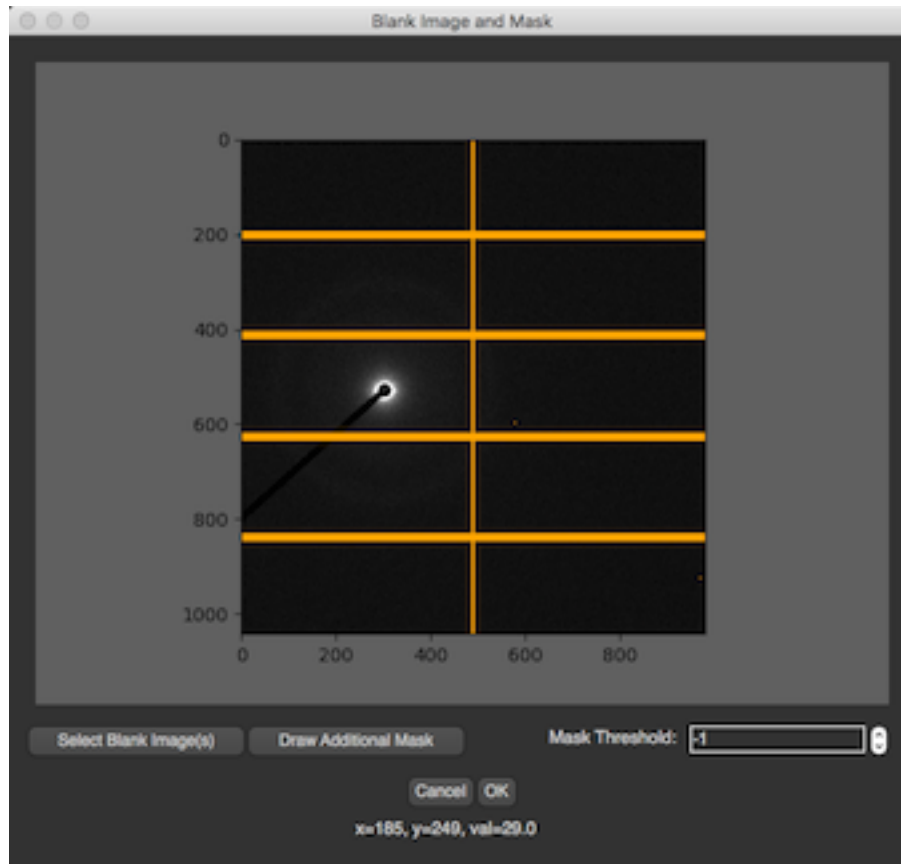 Blank Image and Mask
0
200
400
600
800
1000
0 200 400 600 800
Select Blank Image(s) Draw Additional Mask Mask Threshold: -1
Cancel OK
x=185, y=249, val=29.0